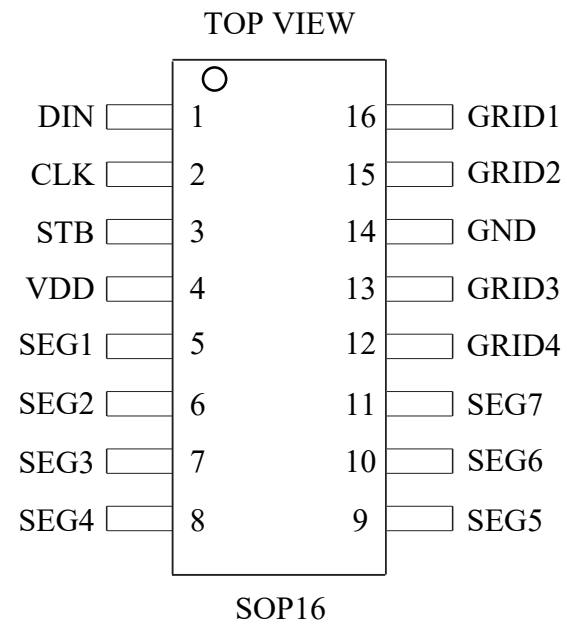 TOP VIEW
DIN 1 16 GRID1
CLK 2 15 GRID2
STB 3 14 GND
VDD 4 13 GRID3
SEG1 5 12 GRID4
SEG2 6 11 SEG7
SEG3 7 10 SEG6
SEG4 8 9 SEG5
SOP16